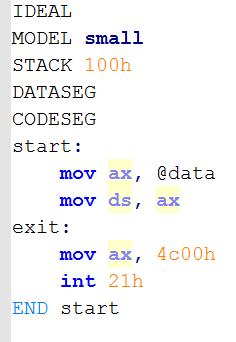 IDEAL
MODEL small
STACK 100h
DATASEG
CODESEG
start:
    mov ax, @data
    mov ds, ax
exit:
    mov ax, 4c00h
    int 21h
END start